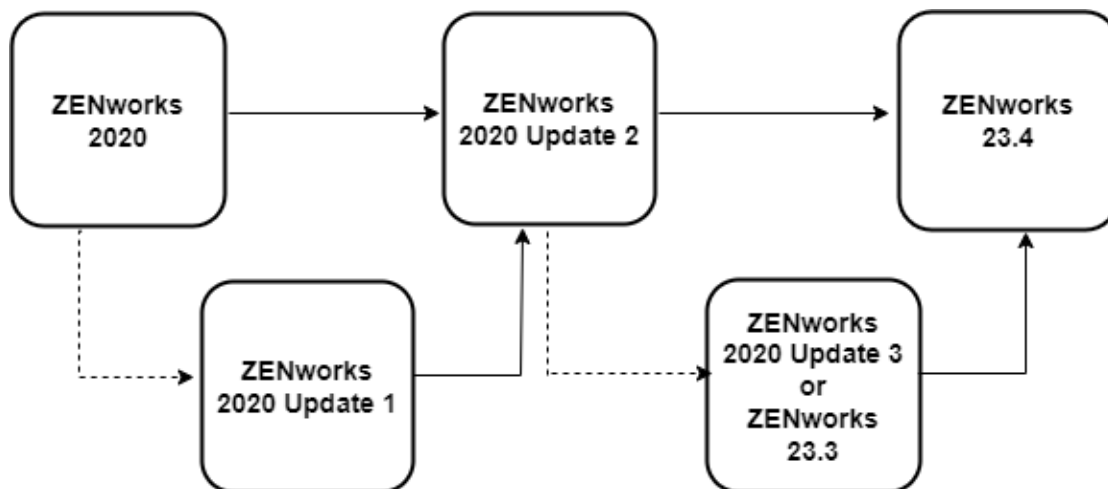 ZENworks
2020
ZENworks
2020 Update 2
ZENworks
23.4
ZENworks
2020 Update 1
ZENworks
2020 Update 3
or
ZENworks
23.3